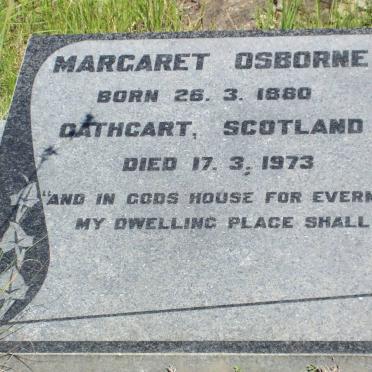 MARGARET OSBORNE
BORN 26. 3. 1880
CATHCART, SCOTLAND
DIED 17. 3. 1973
"AND IN GODS HOUSE FOR EVERM
MY DWELLING PLACE SHALL